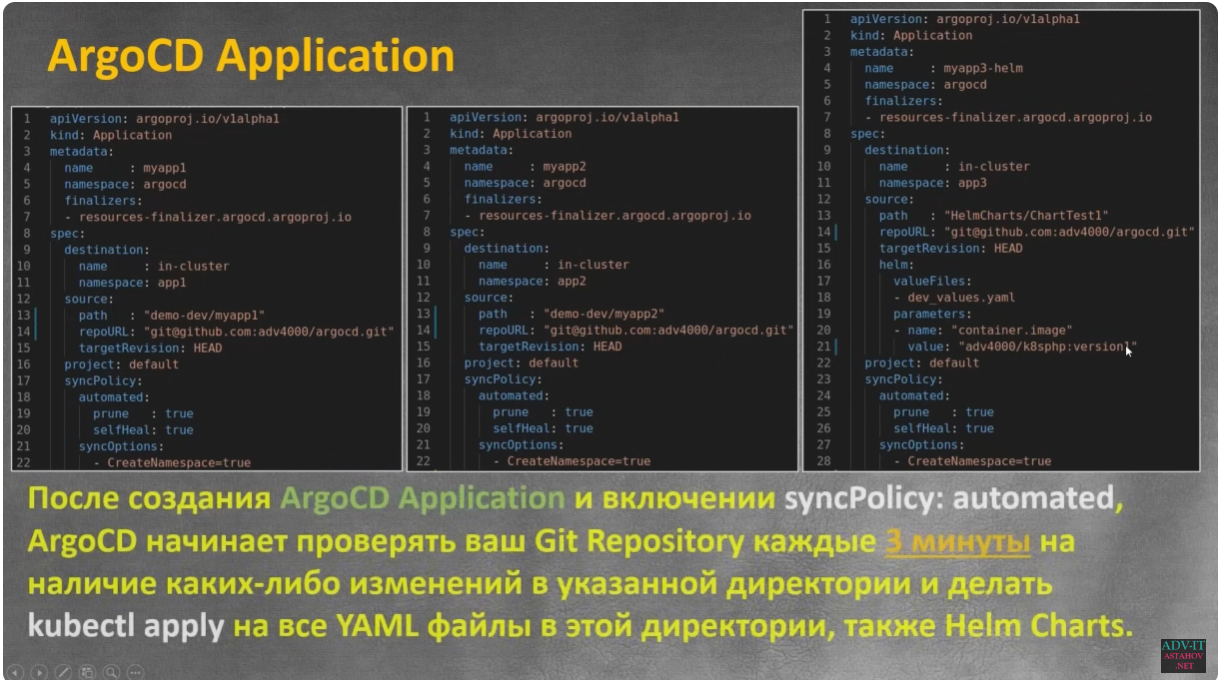 ArgoCD Application
1 apiVersion: argoproj.io/v1alpha1
2 kind: Application
3 metadata:
4 name : myapp1
5 namespace: argocd
6 finalizers:
7 - resources-finalizer.argocd.argoproj.io
8 spec:
9 destination:
10 name : in-cluster
11 namespace: app1
12 source:
13 path : "demo-dev/myapp1"
14 repoURL: "git@github.com:adv4000/argocd.git"
15 targetRevision: HEAD
16 project: default
17 syncPolicy:
18 automated:
19 prune : true
20 selfHeal: true
21 syncOptions:
22 - CreateNamespace=true
1 apiVersion: argoproj.io/v1alpha1
2 kind: Application
3 metadata:
4 name : myapp2
5 namespace: argocd
6 finalizers:
7 - resources-finalizer.argocd.argoproj.io
8 spec:
9 destination:
10 name : in-cluster
11 namespace: app2
12 source:
13 path : "demo-dev/myapp2"
14 repoURL: "git@github.com:adv4000/argocd.git"
15 targetRevision: HEAD
16 project: default
17 syncPolicy:
18 automated:
19 prune : true
20 selfHeal: true
21 syncOptions:
22 - CreateNamespace=true
1 apiVersion: argoproj.io/v1alpha1
2 kind: Application
3 metadata:
4 name : myapp3-helm
5 namespace: argocd
6 finalizers:
7 - resources-finalizer.argocd.argoproj.io
8 spec:
9 destination:
10 name : in-cluster
11 namespace: app3
12 source:
13 path : "HelmCharts/ChartTest1"
14 repoURL: "git@github.com:adv4000/argocd.git"
15 targetRevision: HEAD
16 helm:
17 valueFiles:
18 - dev_values.yaml
19 parameters:
20 - name: "container.image"
21 value: "adv4000/k8sphp:version1"
22 project: default
23 syncPolicy:
24 automated:
25 prune : true
26 selfHeal: true
27 syncOptions:
28 - CreateNamespace=true
После создания ArgoCD Application и включении syncPolicy: automated,
ArgoCD начинает проверять ваш Git Repository каждые 3 минуты на
наличие каких-либо изменений в указанной директории и делать
kubectl apply на все YAML файлы в этой директории, также Helm Charts.
ADV-IT
ASTAHOV
.NET